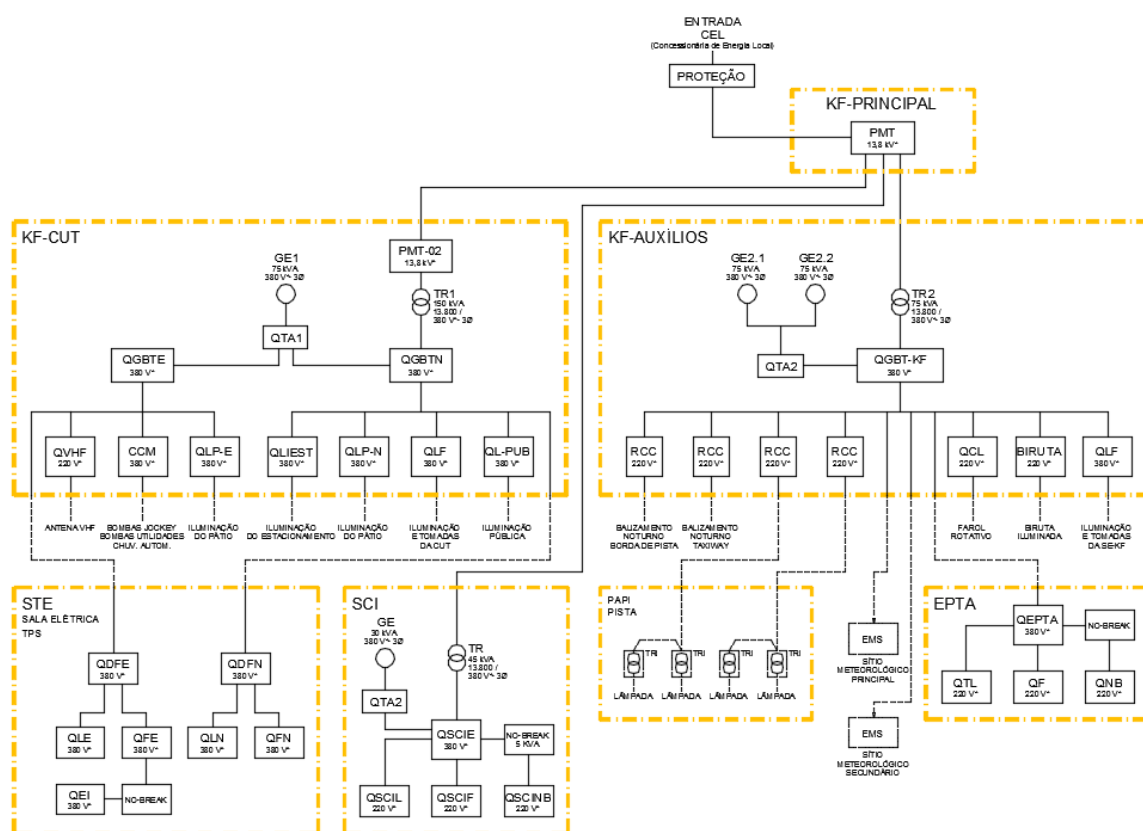 ENTRADA
CEL
(Concessionária de Energia Local)
PROTEÇÃO
KF-PRINCIPAL
PMT
13,8 kV~
KF-CUT
PMT-02
13,8 kV~
GE1
75 kVA
380 V~ 3Ø
TR1
150 kVA
13.800 /
380 V~ 3Ø
QTA1
QGBTE
380 V~
QGBTN
380 V~
QVHF
220 V~
CCM
380 V~
QLP-E
380 V~
QLIEST
380 V~
QLP-N
380 V~
QLF
380 V~
QL-PUB
380 V~
ANTENA VHF
BOMBAS JOCKEY
BOMBAS UTILIDADES
CHUV. AUTOM.
ILUMINAÇÃO
DO PÁTIO
ILUMINAÇÃO
DO ESTACIONAMENTO
ILUMINAÇÃO
DO PÁTIO
ILUMINAÇÃO
E TOMADAS
DA CUT
ILUMINAÇÃO
PÚBLICA
KF-AUXÍLIOS
GE2.1
75 kVA
380 V~ 3Ø
GE2.2
75 kVA
380 V~ 3Ø
TR2
75 kVA
13.800 /
380 V~ 3Ø
QTA2
QGBT-KF
380 V~
RCC
220 V~
RCC
220 V~
RCC
220 V~
RCC
220 V~
QCL
220 V~
BIRUTA
220 V~
QLF
380 V~
BALIZAMENTO
NOTURNO
BORDA DE PISTA
BALIZAMENTO
NOTURNO
TAXIWAY
FAROL
ROTATIVO
BIRUTA
ILUMINADA
ILUMINAÇÃO
E TOMADAS
DA SE-KF
STE
SALA ELÉTRICA
TPS
QDFE
380 V~
QDFN
380 V~
QLE
380 V~
QFE
380 V~
QLN
380 V~
QFN
380 V~
QEI
380 V~
NO-BREAK
SCI
GE
30 kVA
380 V~ 3Ø
TR
45 kVA
13.800 /
380 V~ 3Ø
QTA2
QSCIE
380 V~
NO-BREAK
5 KVA
QSCIL
220 V~
QSCIF
220 V~
QSCINB
220 V~
PAPI
PISTA
TRI
TRI
TRI
TRI
LÂMPADA
LÂMPADA
LÂMPADA
LÂMPADA
EMS
SÍTIO
METEOROLÓGICO
PRINCIPAL
EMS
SÍTIO
METEOROLÓGICO
SECUNDÁRIO
EPTA
QEPTA
380 V~
NO-BREAK
QTL
220 V~
QF
220 V~
QNB
220 V~